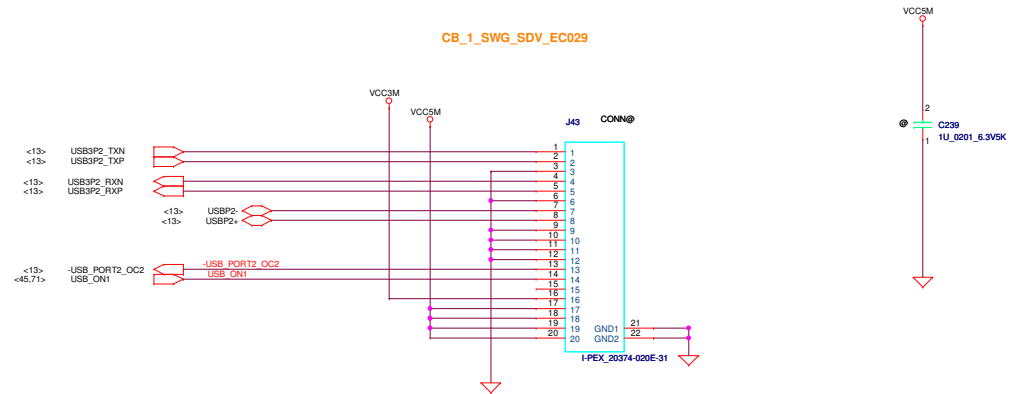 VCC5M
CB_1_SWG_SDV_EC029
VCC3M
VCC5M
J43 CONN@
@ 2 C239
1U_0201_6.3V5K
1
<13> USB3P2_TXN 1 1
<13> USB3P2_TXP 2 2
3 3
<13> USB3P2_RXN 4 4
<13> USB3P2_RXP 5 5
6 6
<13> USBP2- 7 7
<13> USBP2+ 8 8
9 9
10 10
11 11
12 12
<13> -USB_PORT2_OC2 -USB_PORT2_OC2 13 13
<45,71> USB_ON1 USB_ON1 14 14
15 15
16 16
17 17
18 18
19 19 GND1 21
20 20 GND2 22
I-PEX_20374-020E-31